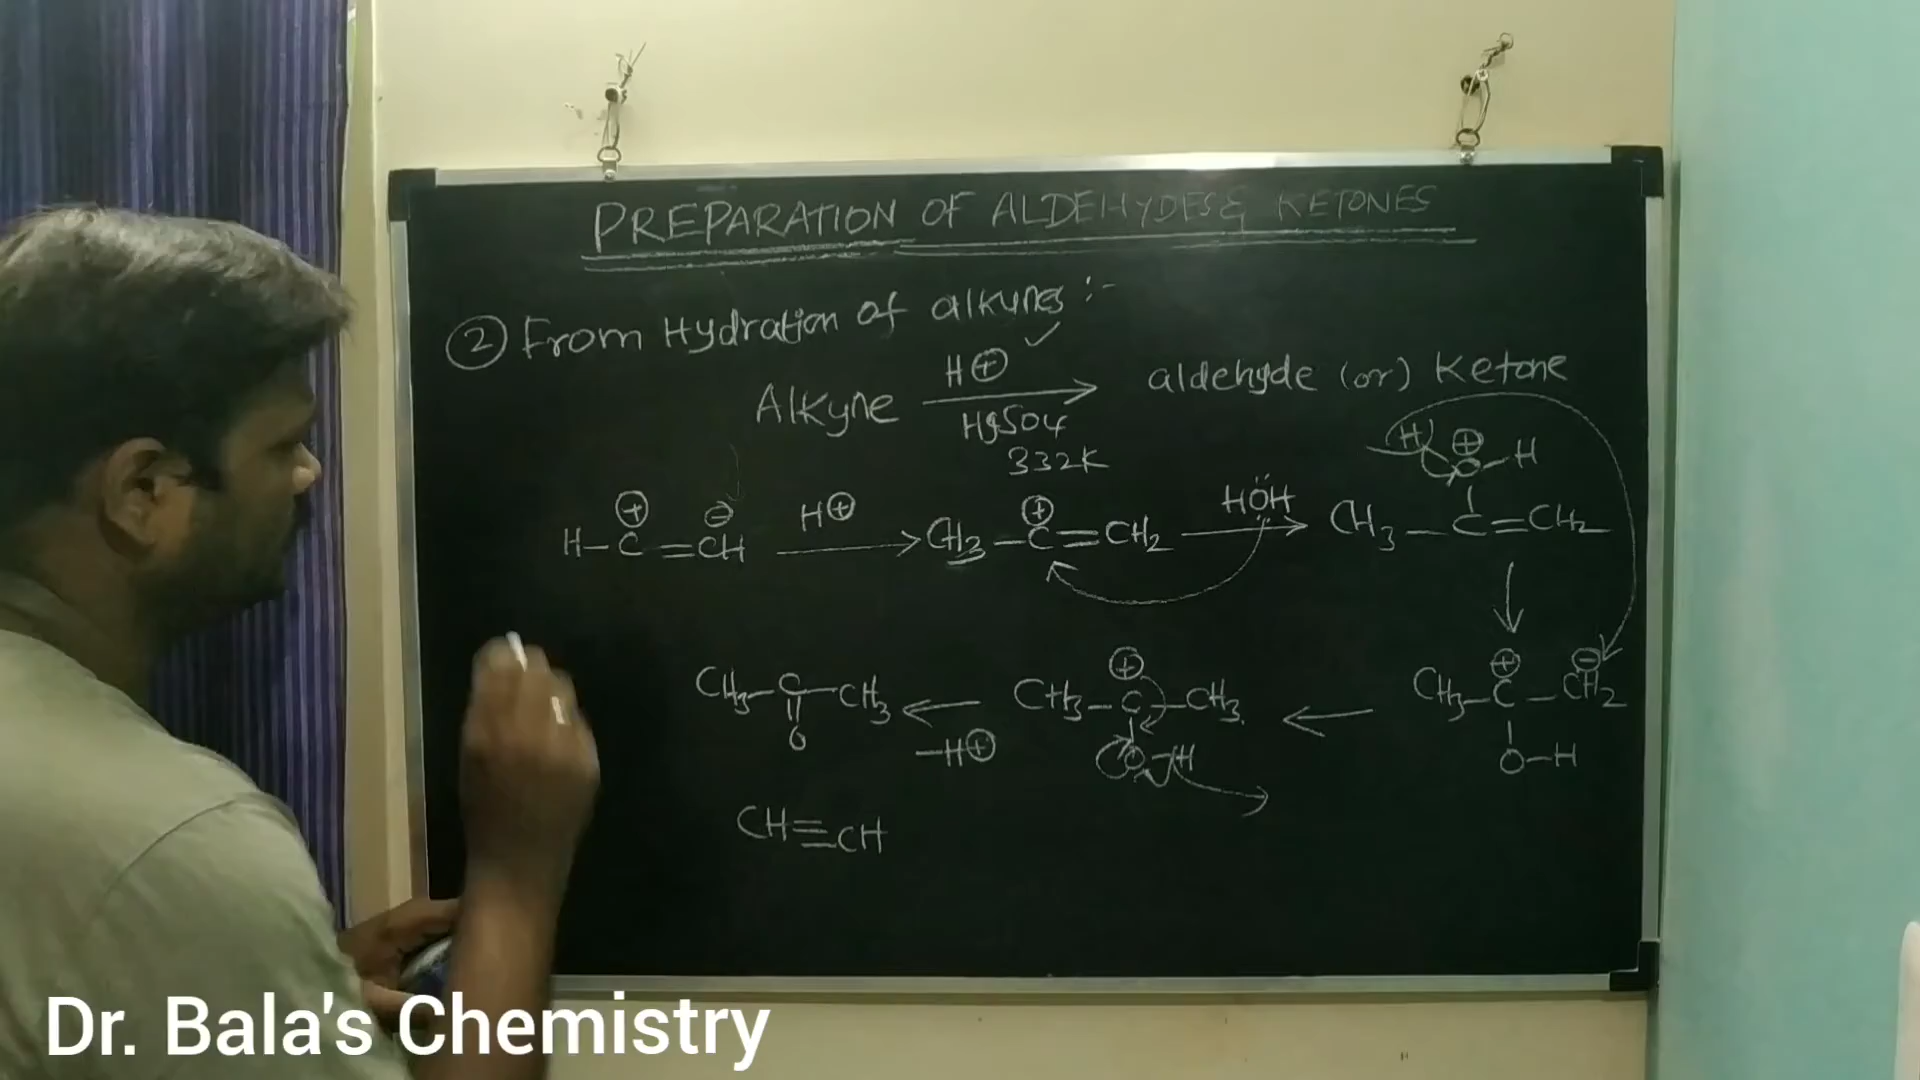 PREPARATION OF ALDEHYDES & KETONES
② From Hydration of alkynes :-
Alkyne H⊕ HgSO4 332K aldehyde (or) Ketone
H–C⊕=CH⊖ H⊕ → CH3–C⊕=CH2 HÖH → CH3–C=CH2 H O⊕–H
CH3–C–CH3 O ← –H⊕ CH3–C⊕–CH3 O–H ← CH3–C⊕–CH2⊖ O–H
CH≡CH
Dr. Bala's Chemistry